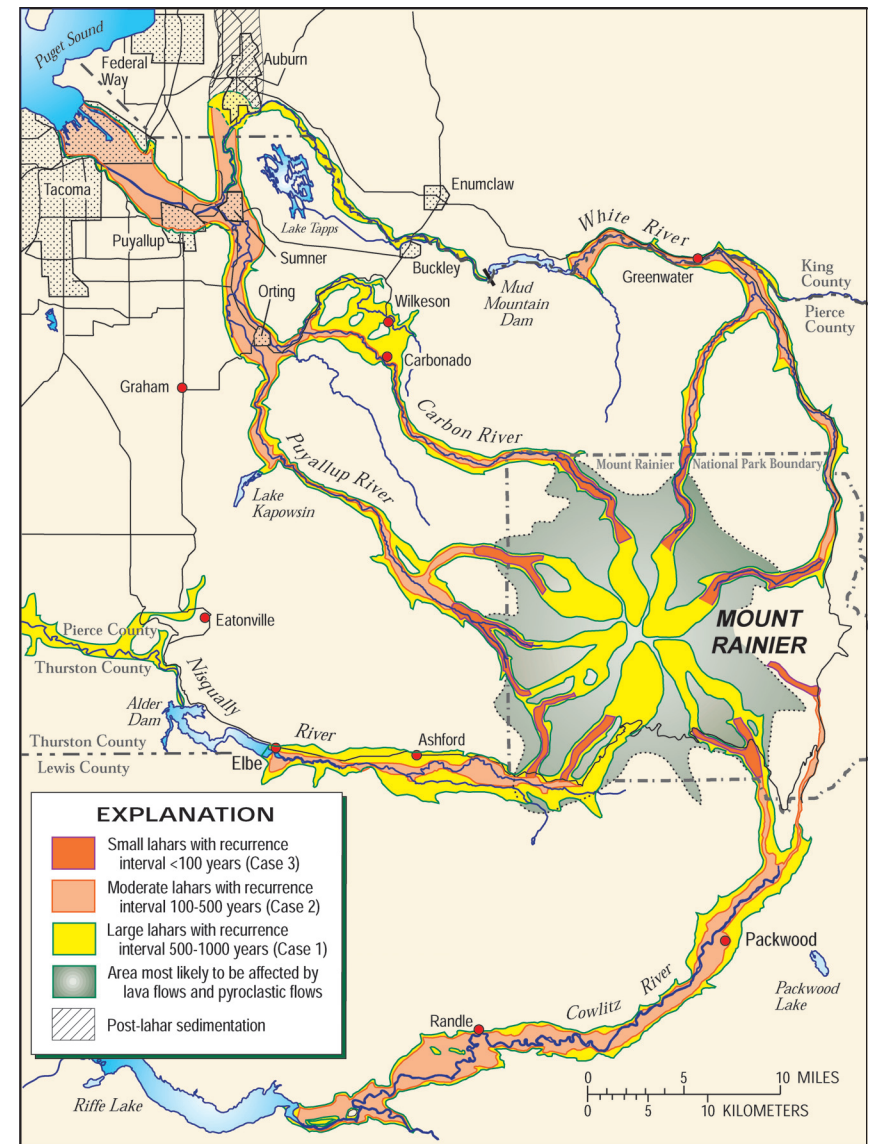 Puget Sound
Federal
Way
Auburn
Tacoma
Enumclaw
Lake Tapps
White River
Puyallup
Sumner
Buckley
Greenwater
King
County
Mud
Mountain
Dam
Pierce
County
Orting
Wilkeson
Carbonado
Graham
Carbon River
Puyallup River
Mount Rainier
National Park Boundary
Lake
Kapowsin
Eatonville
MOUNT
RAINIER
Pierce County
Thurston County
Nisqually
River
Alder
Dam
Ashford
Thurston County
Elbe
Lewis County
EXPLANATION
Small lahars with recurrence
interval <100 years (Case 3)
Moderate lahars with recurrence
interval 100-500 years (Case 2)
Large lahars with recurrence
interval 500-1000 years (Case 1)
Area most likely to be affected by
lava flows and pyroclastic flows
Post-lahar sedimentation
Packwood
Packwood
Lake
Cowlitz River
Randle
Riffe Lake
0 5 10 MILES
0 5 10 KILOMETERS